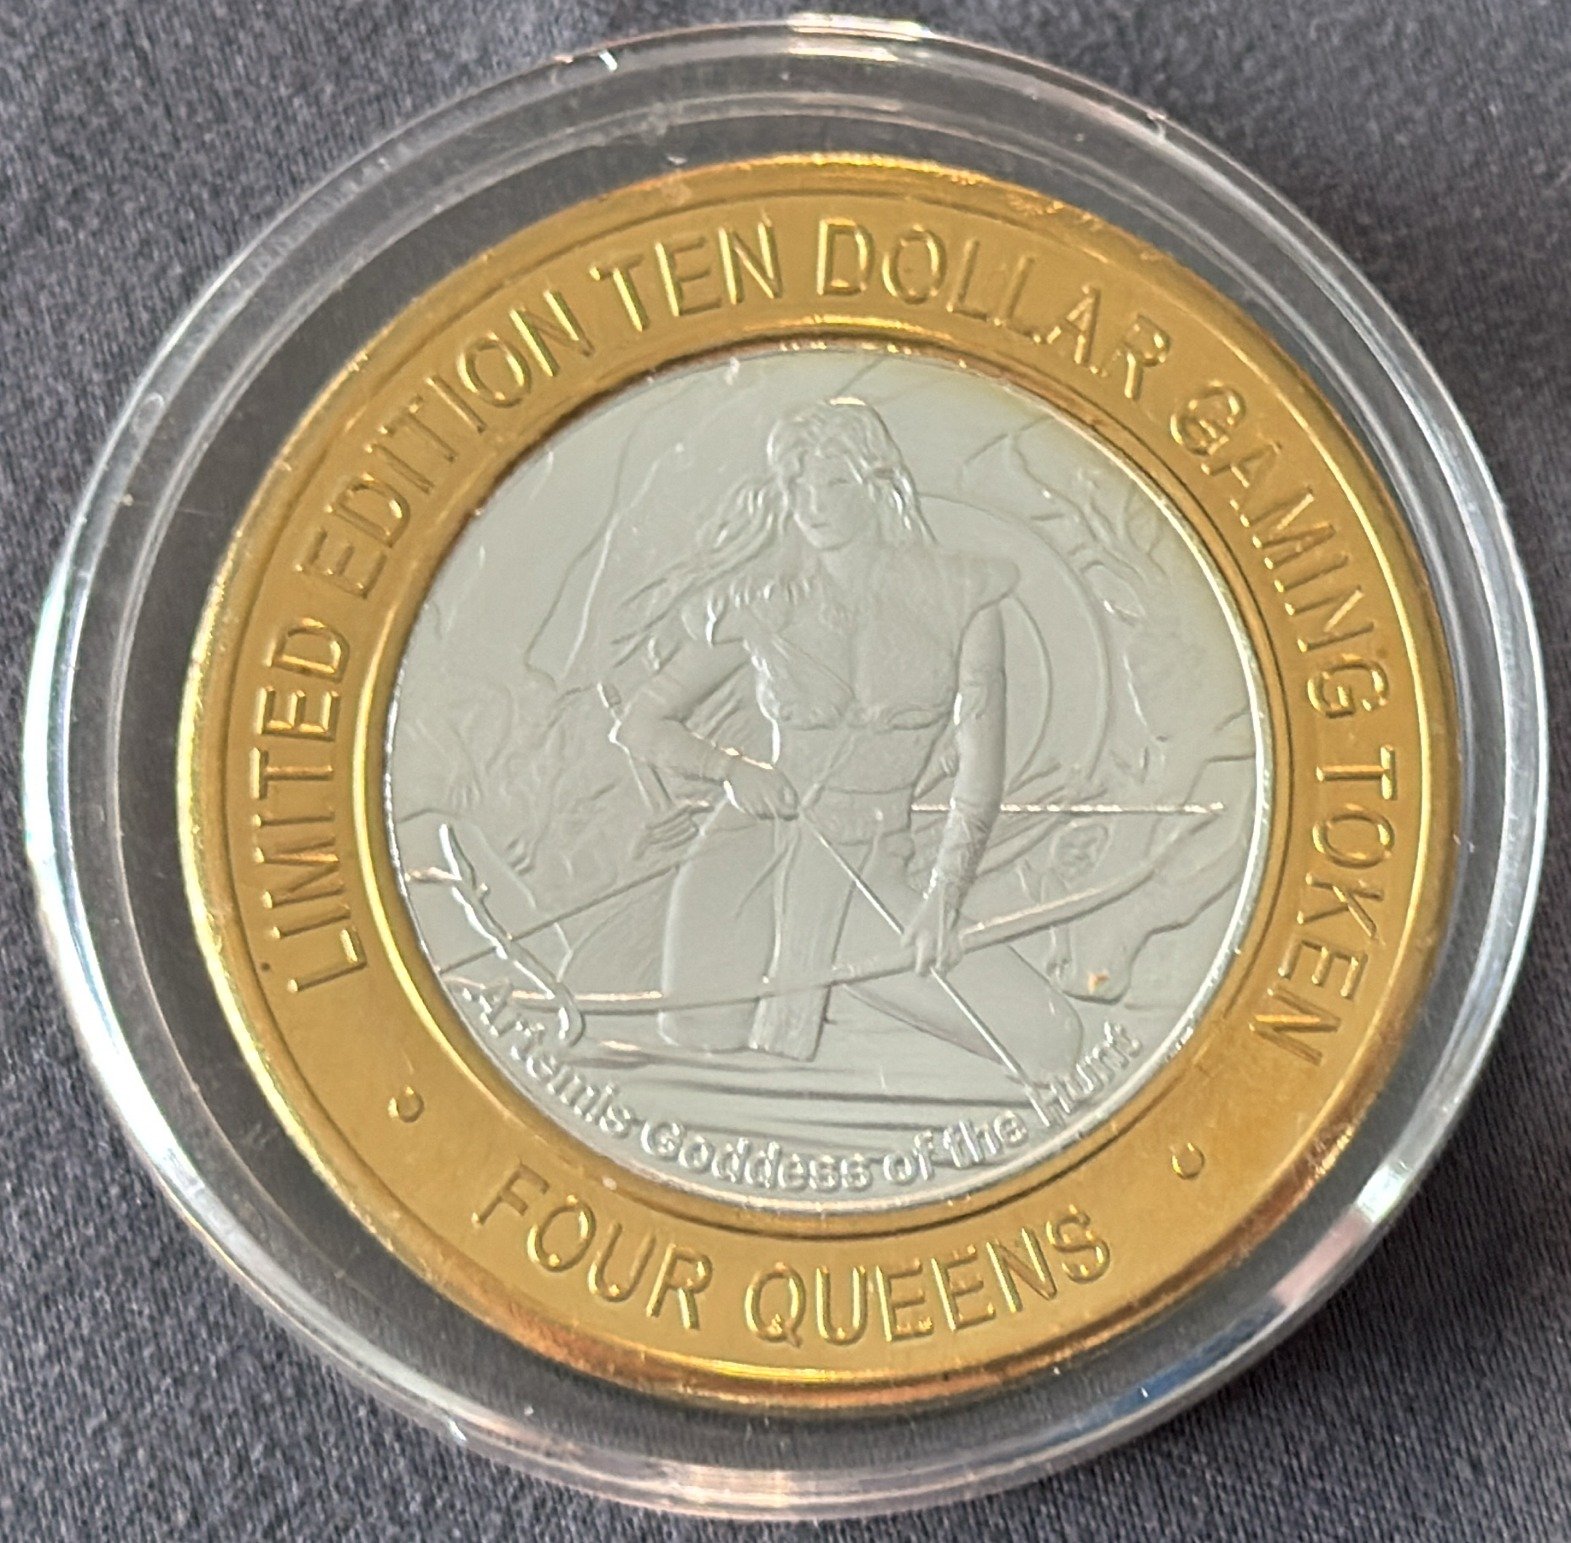 LIMITED EDITION TEN DOLLAR GAMING TOKEN
Artemis-Goddess of the Hunt
• FOUR QUEENS •